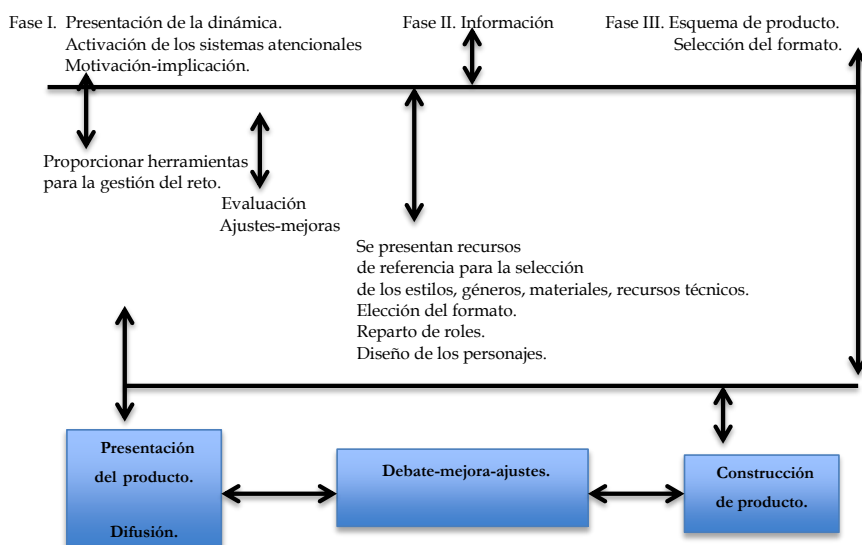 Fase I. Presentación de la dinámica.
Activación de los sistemas atencionales
Motivación-implicación.
Fase II. Información
Fase III. Esquema de producto.
Selección del formato.
Proporcionar herramientas
para la gestión del reto.
Evaluación
Ajustes-mejoras
Se presentan recursos
de referencia para la selección
de los estilos, géneros, materiales, recursos técnicos.
Elección del formato.
Reparto de roles.
Diseño de los personajes.
Presentación
del producto.
Difusión.
Debate-mejora-ajustes.
Construcción
de producto.